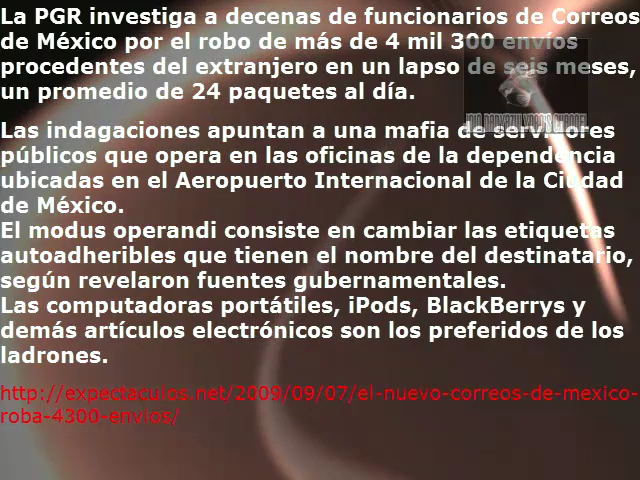 La PGR investiga a decenas de funcionarios de Correos
de México por el robo de más de 4 mil 300 envíos
procedentes del extranjero en un lapso de seis meses,
un promedio de 24 paquetes al día.
Las indagaciones apuntan a una mafia de servidores
públicos que opera en las oficinas de la dependencia
ubicadas en el Aeropuerto Internacional de la Ciudad
de México.
El modus operandi consiste en cambiar las etiquetas
autoadheribles que tienen el nombre del destinatario,
según revelaron fuentes gubernamentales.
Las computadoras portátiles, iPods, BlackBerrys y
demás artículos electrónicos son los preferidos de los
ladrones.
http://expectaculos.net/2009/09/07/el-nuevo-correos-de-mexico-
roba-4300-envios/